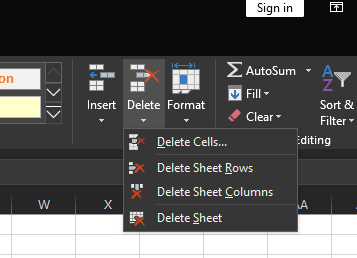 Sign in
on
Insert
Delete
Format
AutoSum
Fill
Clear
Sort &
Filter
Editing
Delete Cells...
Delete Sheet Rows
Delete Sheet Columns
Delete Sheet
W
X
AA
A